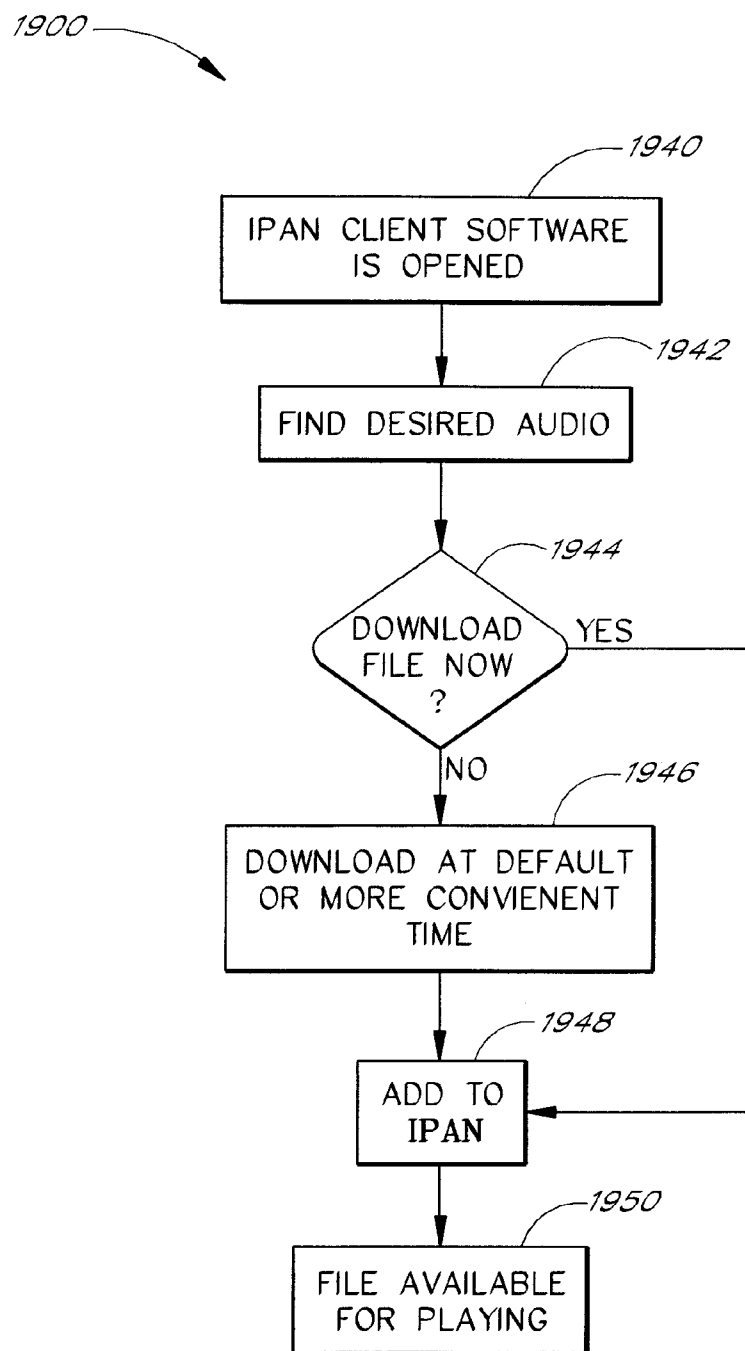 1900
1940
IPAN CLIENT SOFTWARE
IS OPENED
1942
FIND DESIRED AUDIO
1944
DOWNLOAD
FILE NOW
?
YES
NO
1946
DOWNLOAD AT DEFAULT
OR MORE CONVIENENT
TIME
1948
ADD TO
IPAN
1950
FILE AVAILABLE
FOR PLAYING